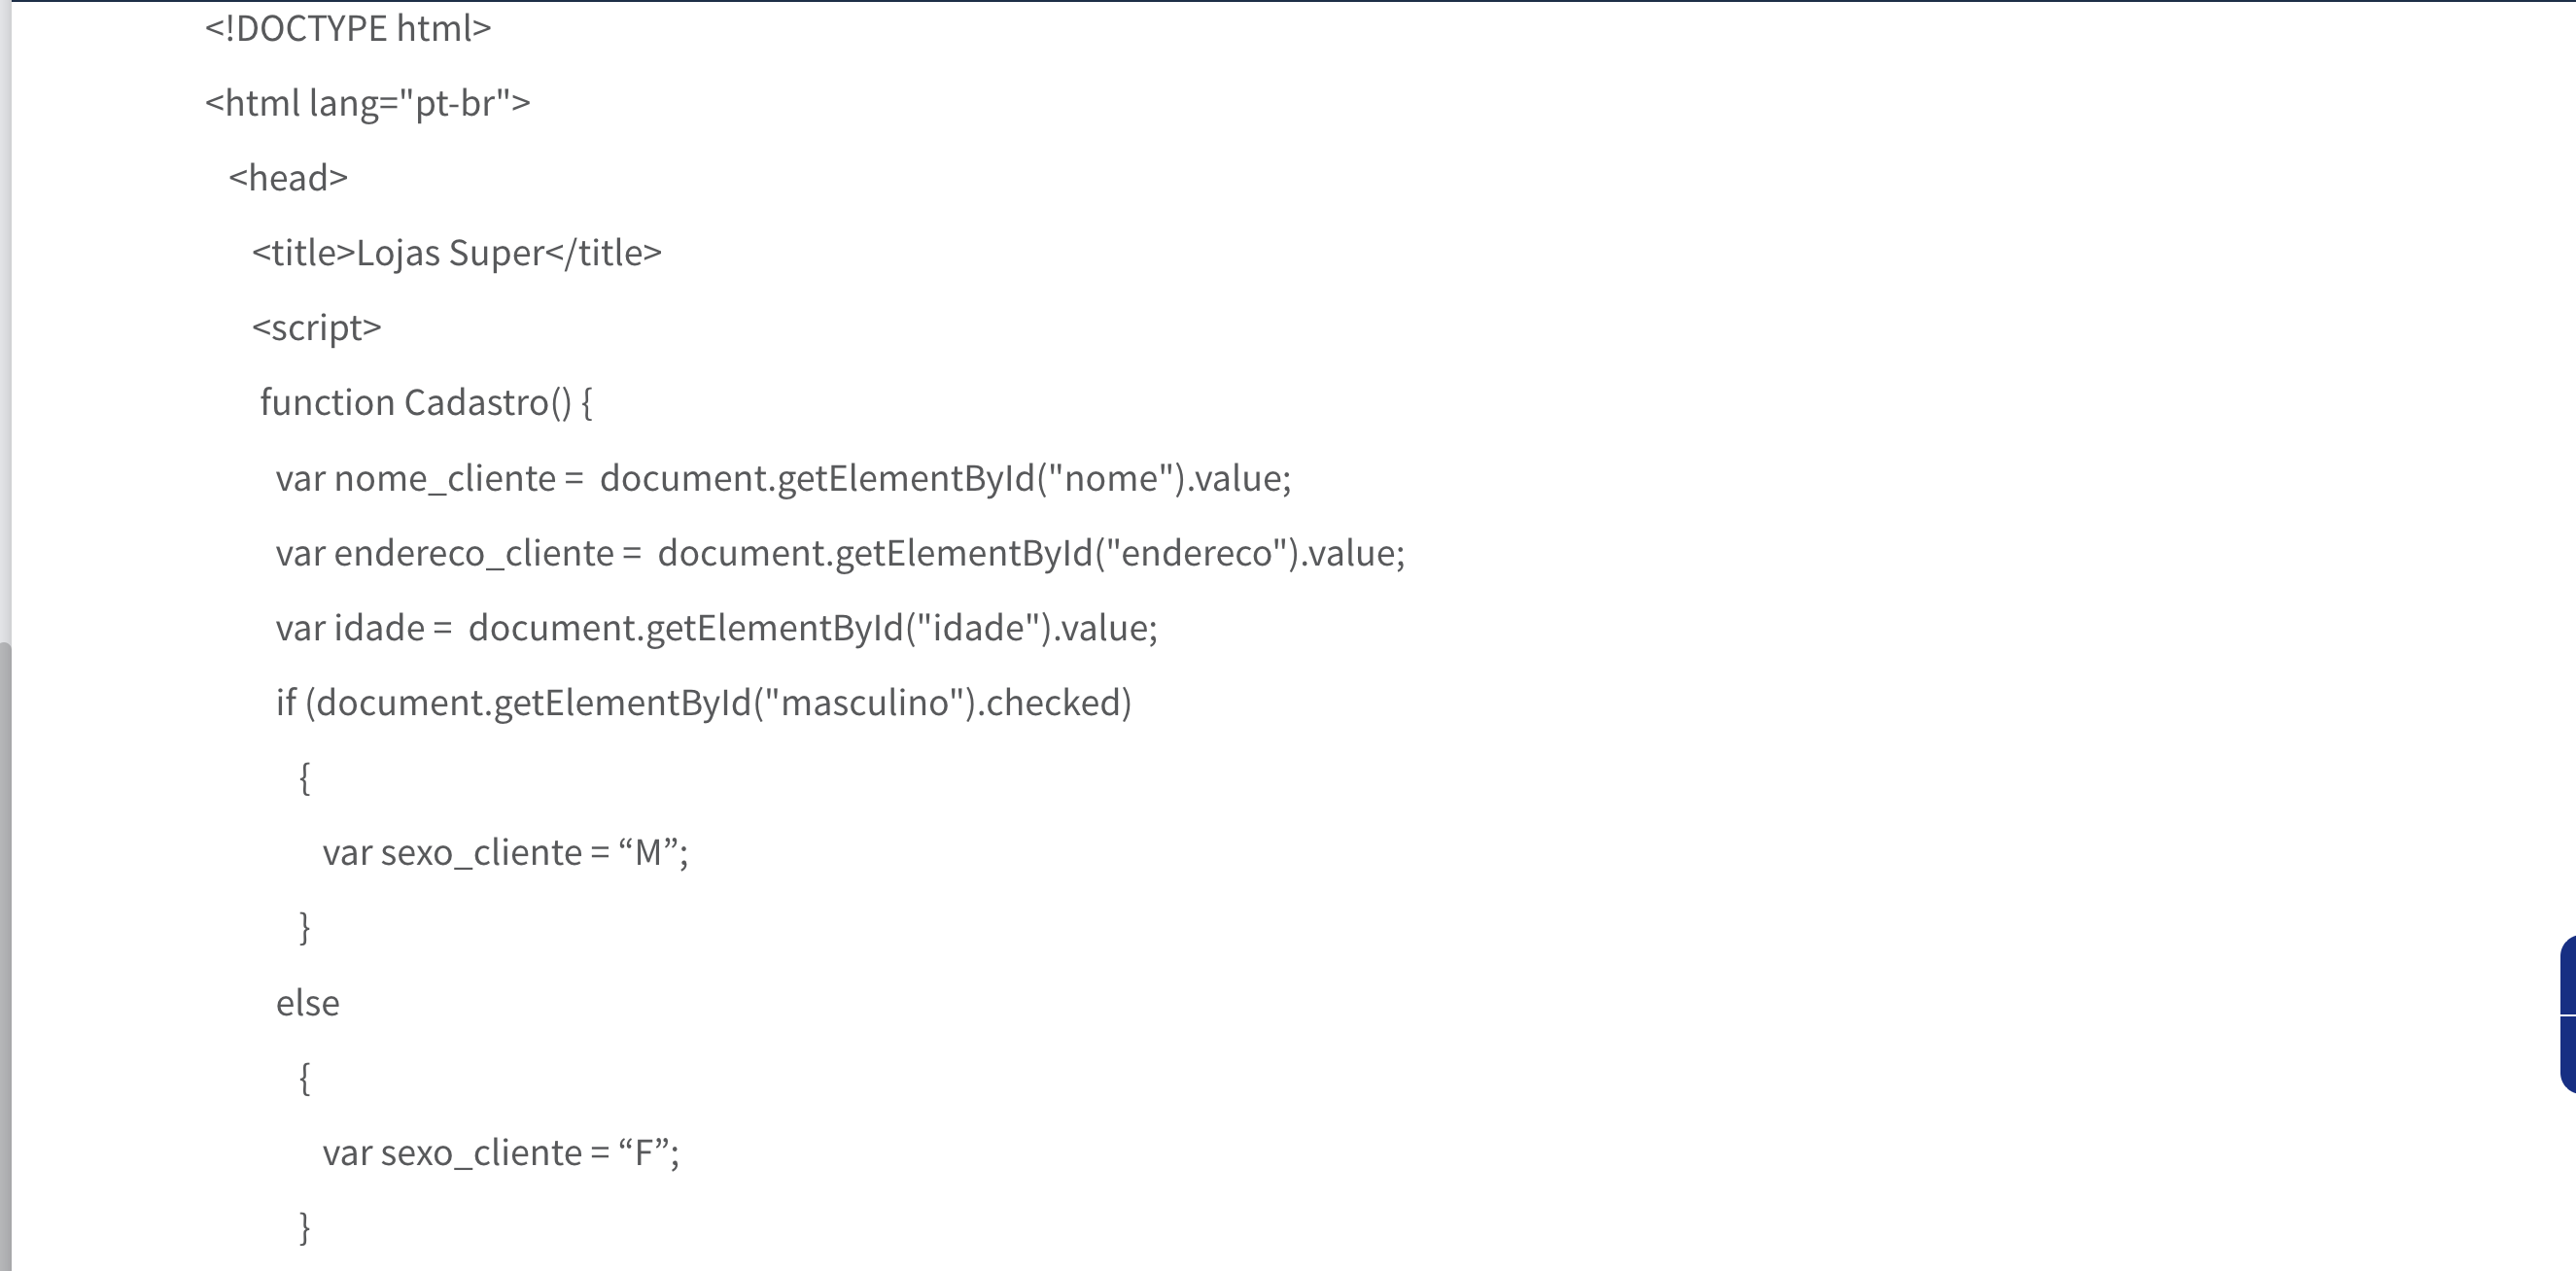 <!DOCTYPE html>
<html lang="pt-br">
<head>
<title>Lojas Super</title>
<script>
function Cadastro() {
var nome_cliente =  document.getElementById("nome").value;
var endereco_cliente =  document.getElementById("endereco").value;
var idade =  document.getElementById("idade").value;
if (document.getElementById("masculino").checked)
{
var sexo_cliente = “M”;
}
else
{
var sexo_cliente = “F”;
}